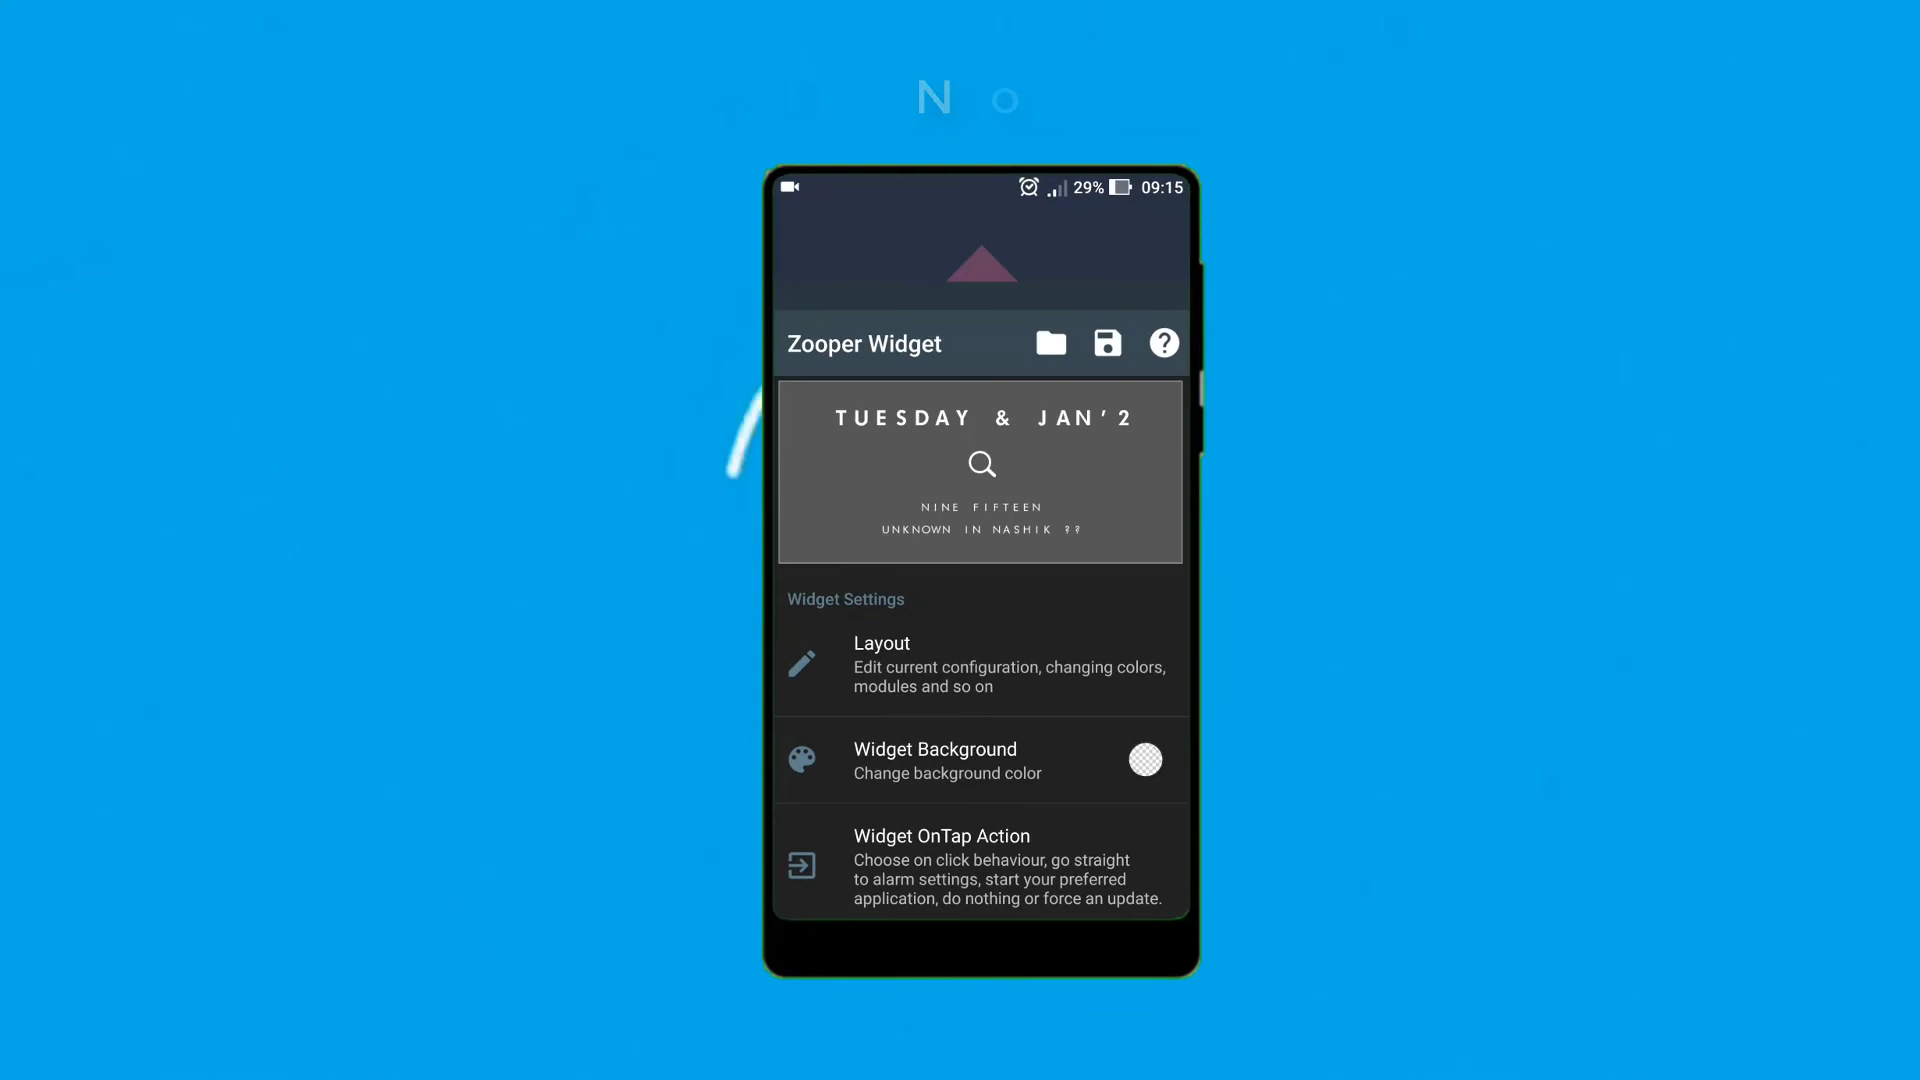 N o
29% 09:15
Zooper Widget
TUESDAY & JAN'2
NINE FIFTEEN
UNKNOWN IN NASHIK ??
Widget Settings
Layout
Edit current configuration, changing colors,
modules and so on
Widget Background
Change background color
Widget OnTap Action
Choose on click behaviour, go straight
to alarm settings, start your preferred
application, do nothing or force an update.